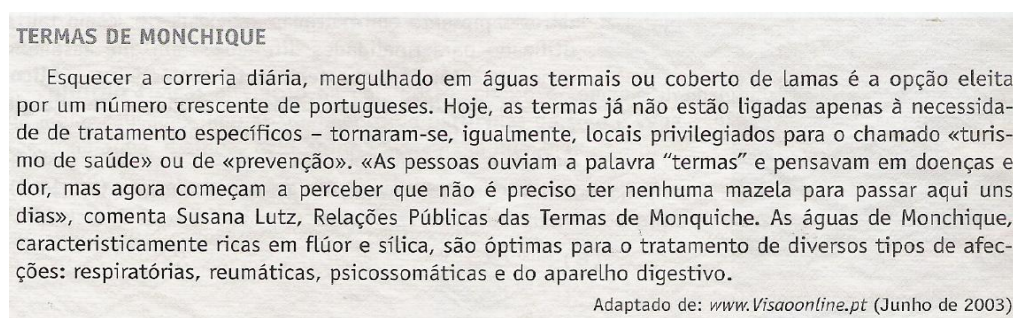 TERMAS DE MONCHIQUE
Esquecer a correria diária, mergulhado em águas termais ou coberto de lamas é a opção eleita
por um número crescente de portugueses. Hoje, as termas já não estão ligadas apenas à necessida-
de de tratamento específicos – tornaram-se, igualmente, locais privilegiados para o chamado «turis-
mo de saúde» ou de «prevenção». «As pessoas ouviam a palavra “termas” e pensavam em doenças e
dor, mas agora começam a perceber que não é preciso ter nenhuma mazela para passar aqui uns
dias», comenta Susana Lutz, Relações Públicas das Termas de Monquiche. As águas de Monchique,
caracteristicamente ricas em flúor e sílica, são óptimas para o tratamento de diversos tipos de afec-
ções: respiratórias, reumáticas, psicossomáticas e do aparelho digestivo.
Adaptado de: www.Visaoonline.pt (Junho de 2003)